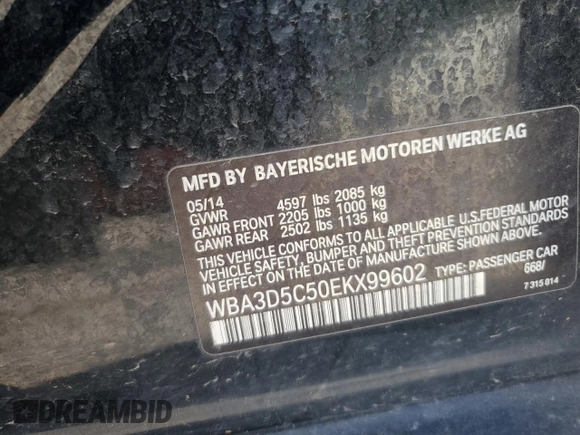 MFD BY BAYERISCHE MOTOREN WERKE AG
05/14
GVWR 4597 lbs 2085 kg
GAWR FRONT 2205 lbs 1000 kg
GAWR REAR 2502 lbs 1135 kg
THIS VEHICLE CONFORMS TO ALL APPLICABLE U.S.FEDERAL MOTOR
VEHICLE SAFETY, BUMPER AND THEFT PREVENTION STANDARDS
IN EFFECT ON THE DATE OF MANUFACTURE SHOWN ABOVE.
WBA3D5C50EKX99602 TYPE: PASSENGER CAR
668/
7 315 814
DREAMBID